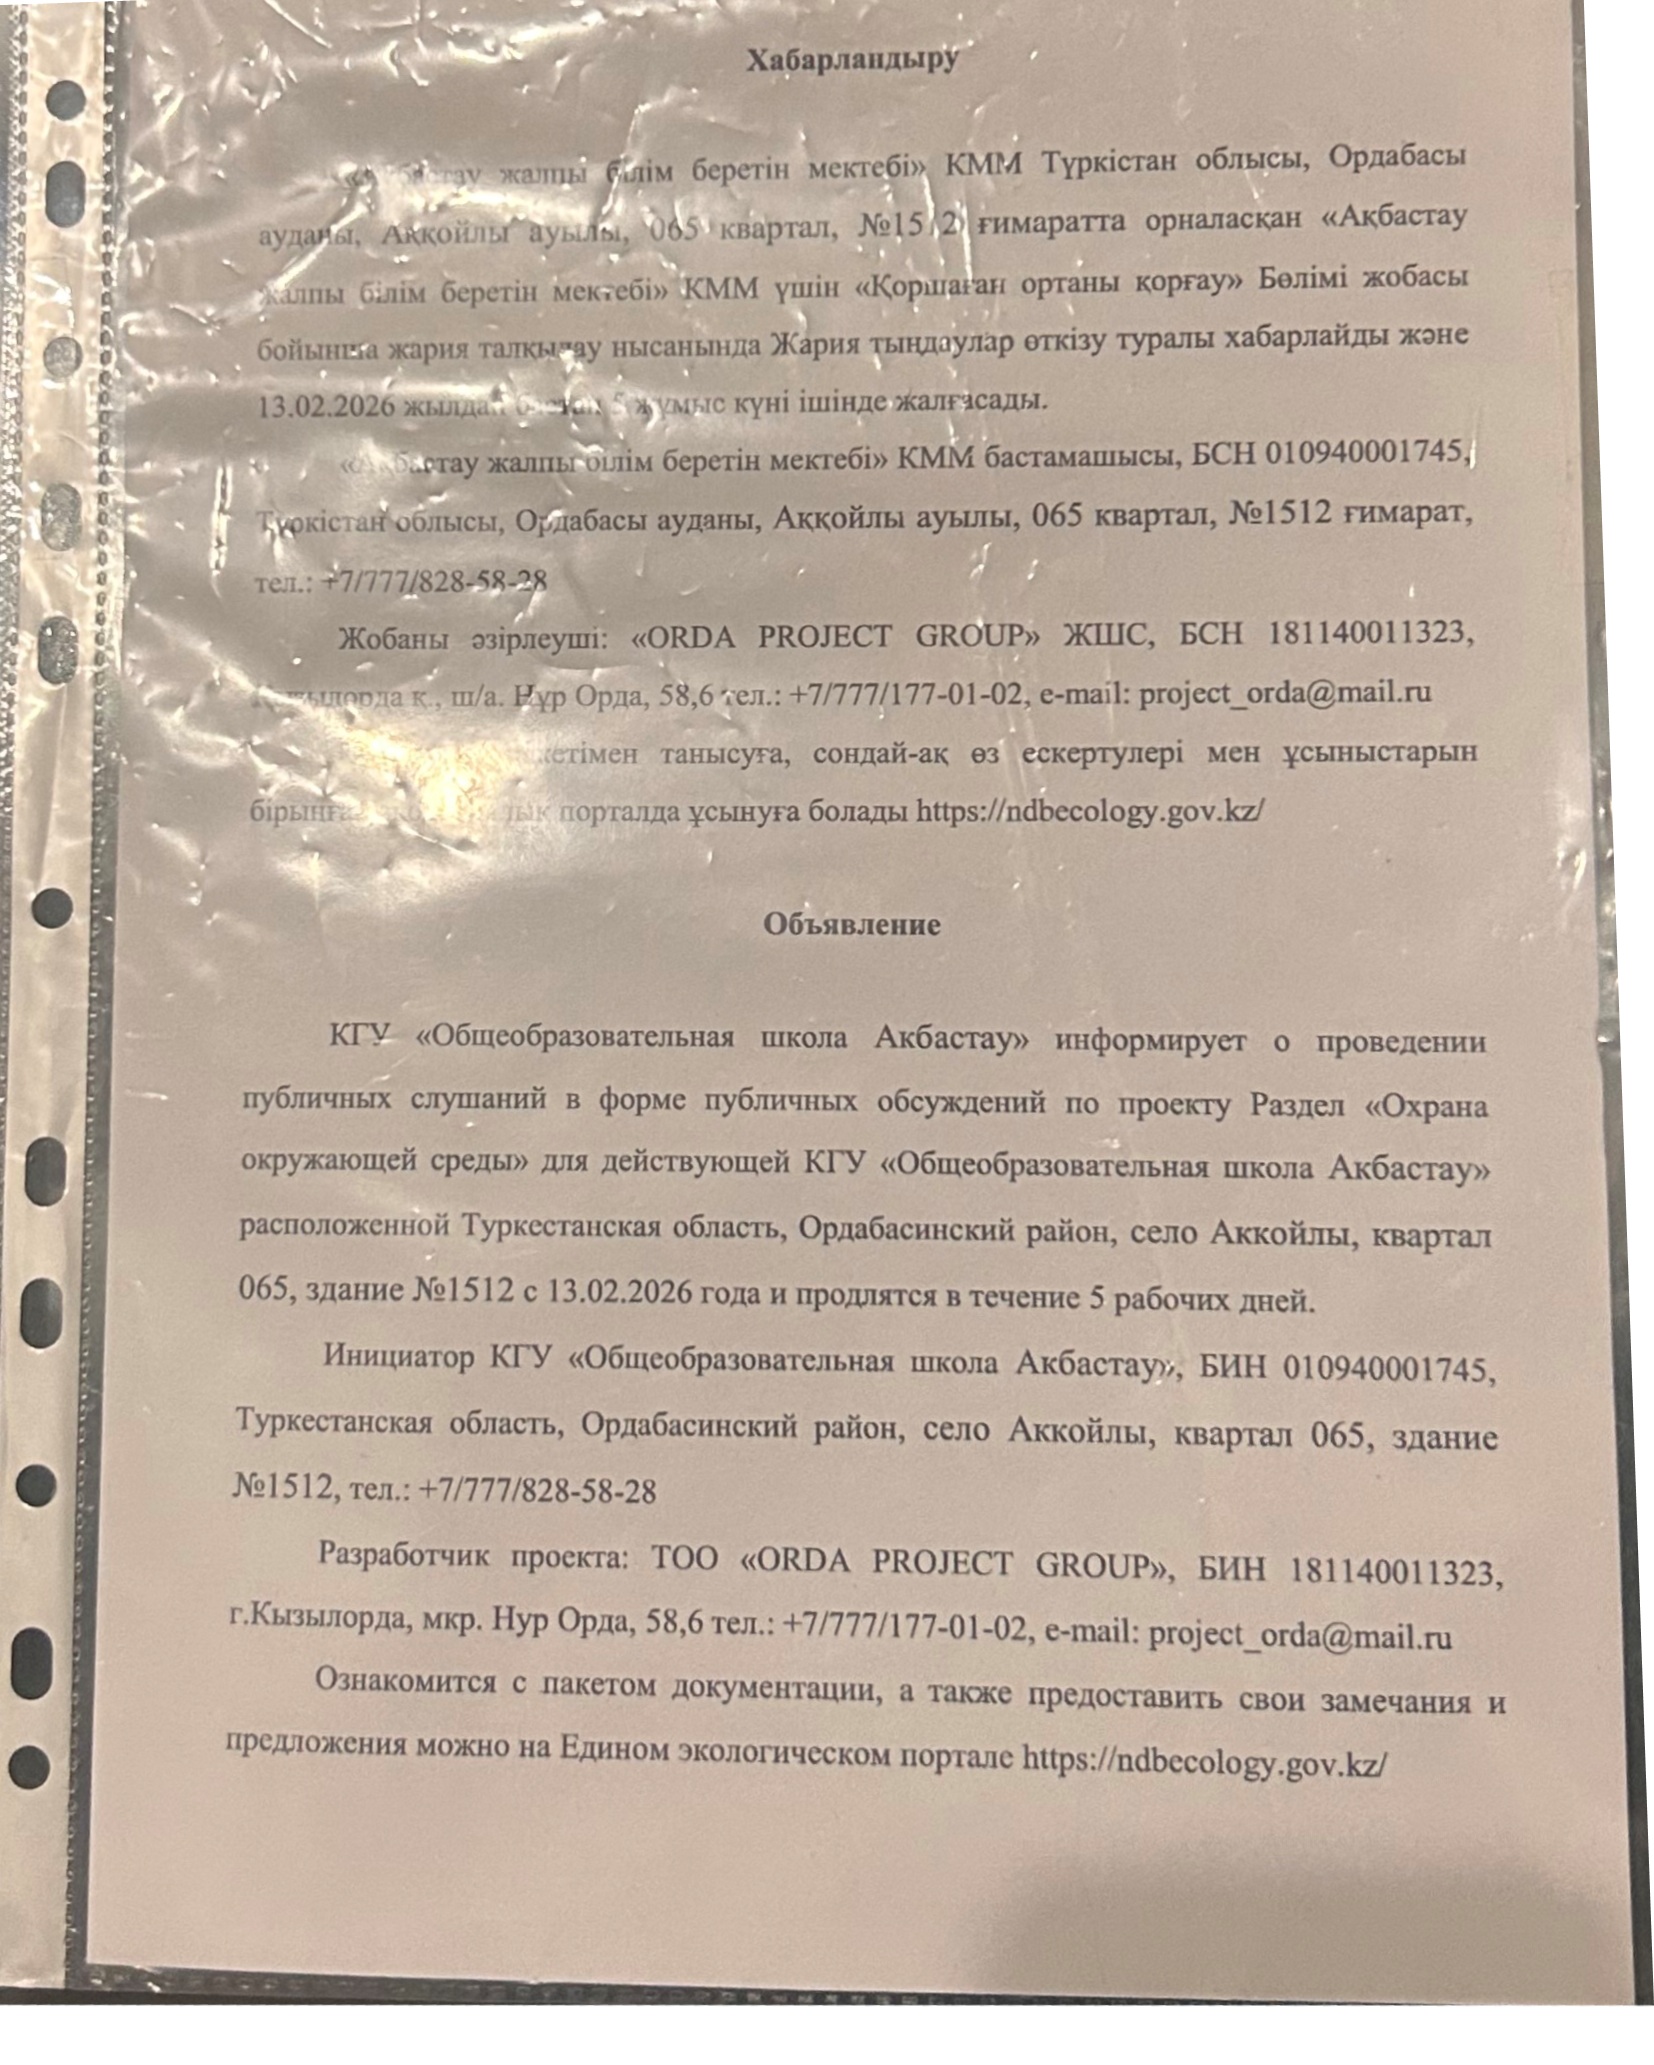 Хабарландыру
жалпы білім беретін мектебі» КММ Түркістан облысы, Ордабасы
ауданы, Аққойлы ауылы, 065 квартал, №1512 ғимаратта орналасқан «Ақбастау
жалпы білім беретін мектебі» КММ үшін «Қоршаған ортаны қорғау» Бөлімі жобасы
бойынша жария талқылау нысанында Жария тыңдаулар өткізу туралы хабарлайды және
13.02.2026 жылдан бастап 5 жұмыс күні ішінде жалғасады.
«Ақбастау жалпы білім беретін мектебі» КММ бастамашысы, БСН 010940001745,
Түркістан облысы, Ордабасы ауданы, Аққойлы ауылы, 065 квартал, №1512 ғимарат,
тел.: +7/777/828-58-28
Жобаны әзірлеуші: «ORDA PROJECT GROUP» ЖШС, БСН 181140011323,
Қызылорда қ., ш/а. Нұр Орда, 58,6 тел.: +7/777/177-01-02, e-mail: project_orda@mail.ru
танысуға, сондай-ақ өз ескертулері мен ұсыныстарын
порталда ұсынуға болады https://ndbecology.gov.kz/
Объявление
КГУ «Общеобразовательная школа Акбастау» информирует о проведении
публичных слушаний в форме публичных обсуждений по проекту Раздел «Охрана
окружающей среды» для действующей КГУ «Общеобразовательная школа Акбастау»
расположенной Туркестанская область, Ордабасинский район, село Аккойлы, квартал
065, здание №1512 с 13.02.2026 года и продлятся в течение 5 рабочих дней.
Инициатор КГУ «Общеобразовательная школа Акбастау», БИН 010940001745,
Туркестанская область, Ордабасинский район, село Аккойлы, квартал 065, здание
№1512, тел.: +7/777/828-58-28
Разработчик проекта: ТОО «ORDA PROJECT GROUP», БИН 181140011323,
г.Кызылорда, мкр. Нур Орда, 58,6 тел.: +7/777/177-01-02, e-mail: project_orda@mail.ru
Ознакомится с пакетом документации, а также предоставить свои замечания и
предложения можно на Едином экологическом портале https://ndbecology.gov.kz/